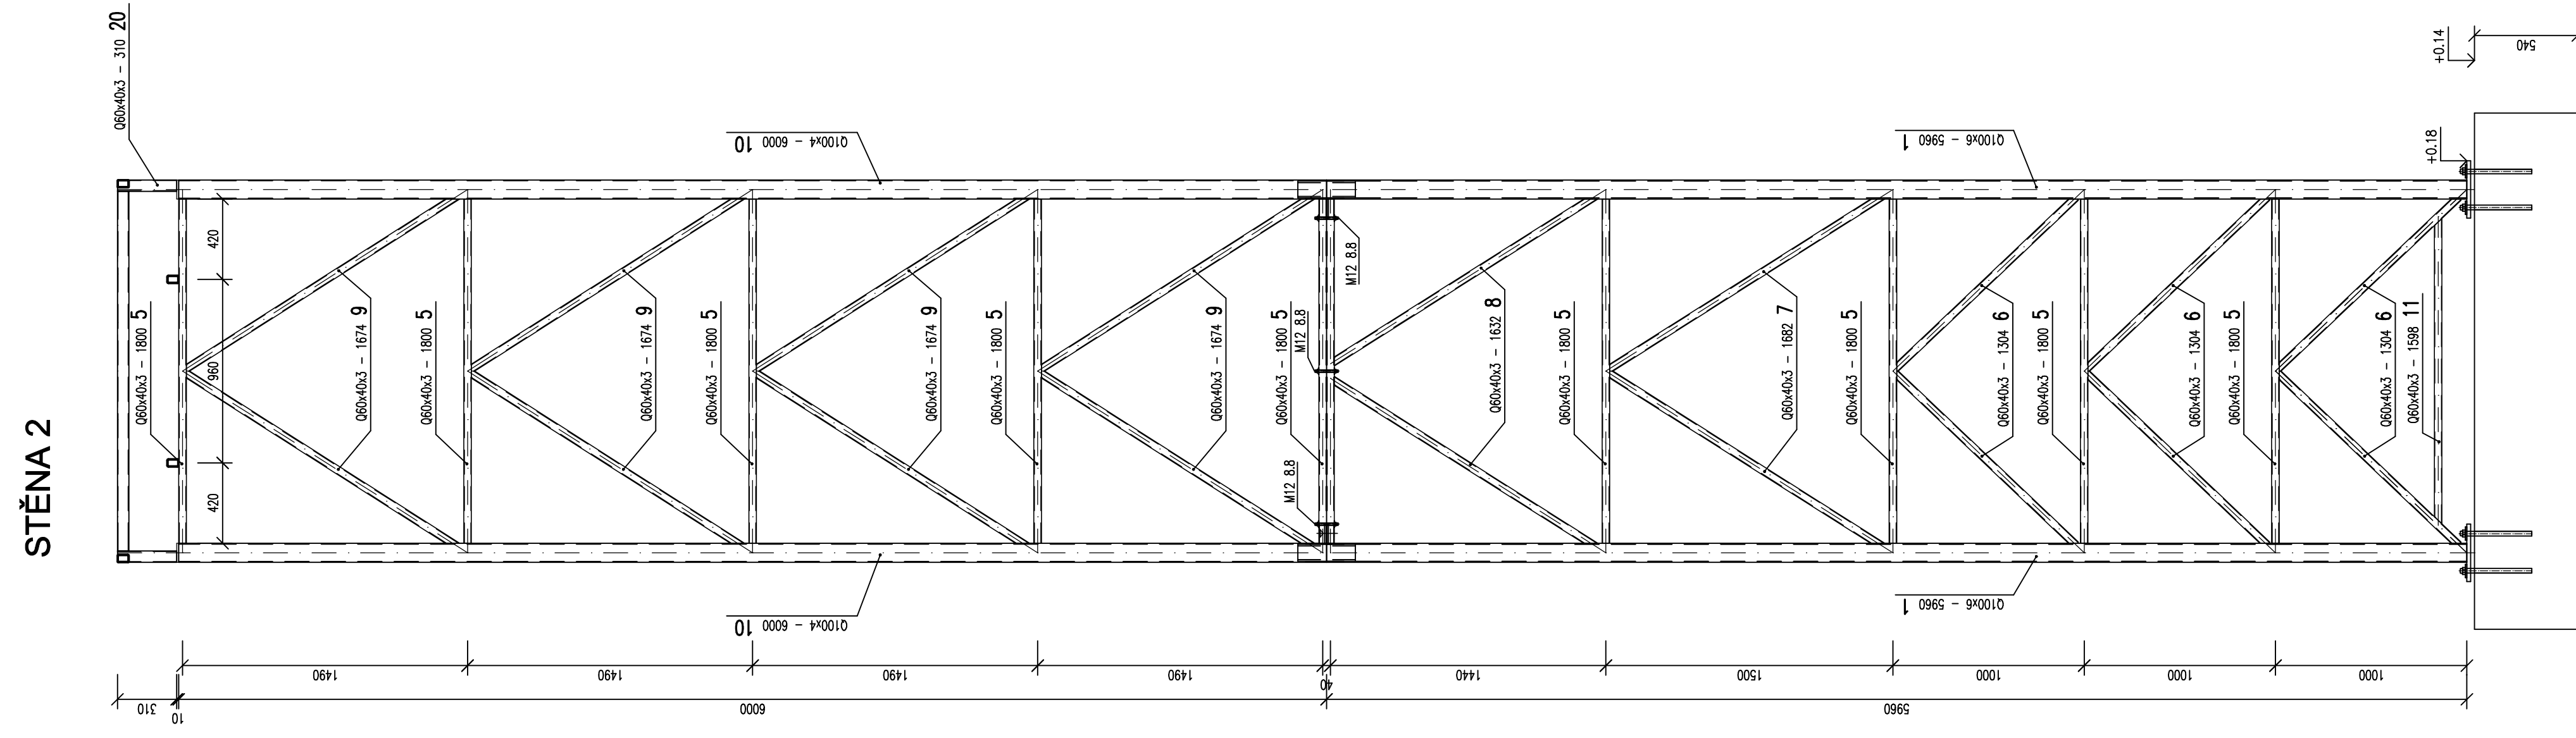 STĚNA 2
Q60x40x3 - 310 20
Q60x40x3 - 1800 5
420
960
420
Q60x40x3 - 1674 9
Q60x40x3 - 1800 5
Q60x40x3 - 1674 9
Q60x40x3 - 1800 5
Q100x4 - 6000 10
Q100x4 - 6000 10
Q60x40x3 - 1674 9
Q60x40x3 - 1800 5
Q60x40x3 - 1674 9
Q60x40x3 - 1800 5
M12 8.8
M12 8.8
M12 8.8
Q60x40x3 - 1632 8
Q60x40x3 - 1800 5
Q60x40x3 - 1682 7
Q60x40x3 - 1800 5
Q100x6 - 5960 1
Q100x6 - 5960 1
Q60x40x3 - 1304 6
Q60x40x3 - 1800 5
Q60x40x3 - 1304 6
Q60x40x3 - 1800 5
Q60x40x3 - 1304 6
Q60x40x3 - 1598 11
+0.18
+0.14
540
1490
1490
1490
1490
40
1440
1500
1000
1000
1000
310
10
6000
5960